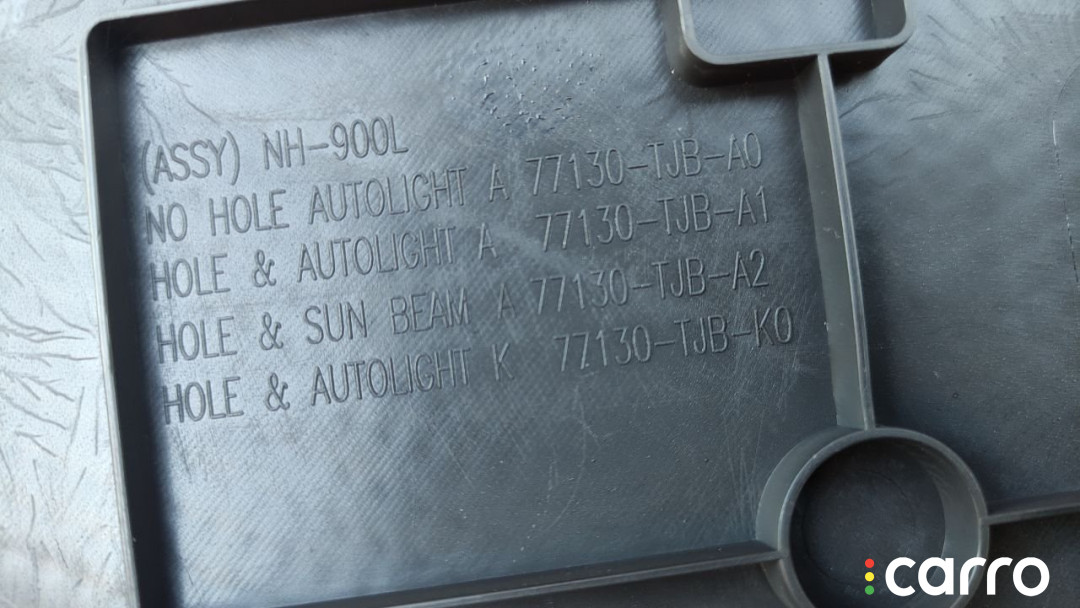 (ASSY) NH-900L
NO HOLE AUTOLIGHT A 77130-TJB-A0
HOLE & AUTOLIGHT A 77130-TJB-A1
HOLE & SUN BEAM A 77130-TJB-A2
HOLE & AUTOLIGHT K 77130-TJB-K0
carro